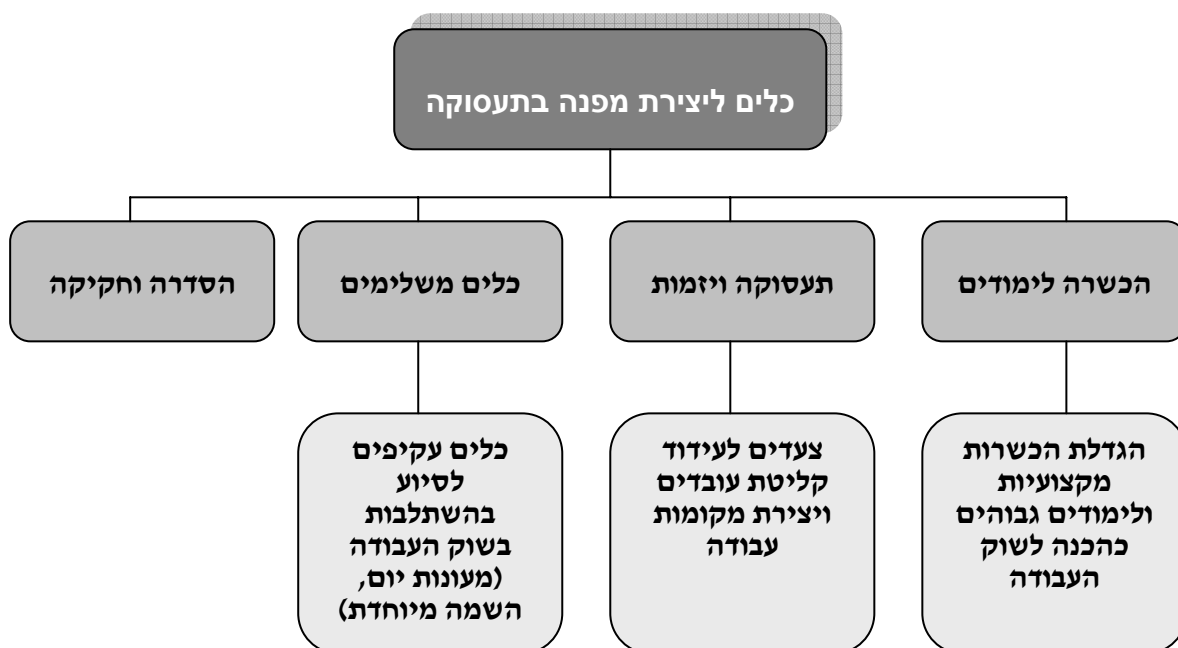 כלים ליצירת מפנה בתעסוקה
הכשרה לימודים
תעסוקה ויזמות
כלים משלימים
הסדרה וחקיקה
הגדלת הכשרות
מקצועיות
ולימודים גבוהים
כהכנה לשוק
העבודה
צעדים לעידוד
קליטת עובדים
ויצירת מקומות
עבודה
כלים עקיפים
לסיוע
בהשתלבות
בשוק העבודה
(מעונות יום,
השמה מיוחדת)